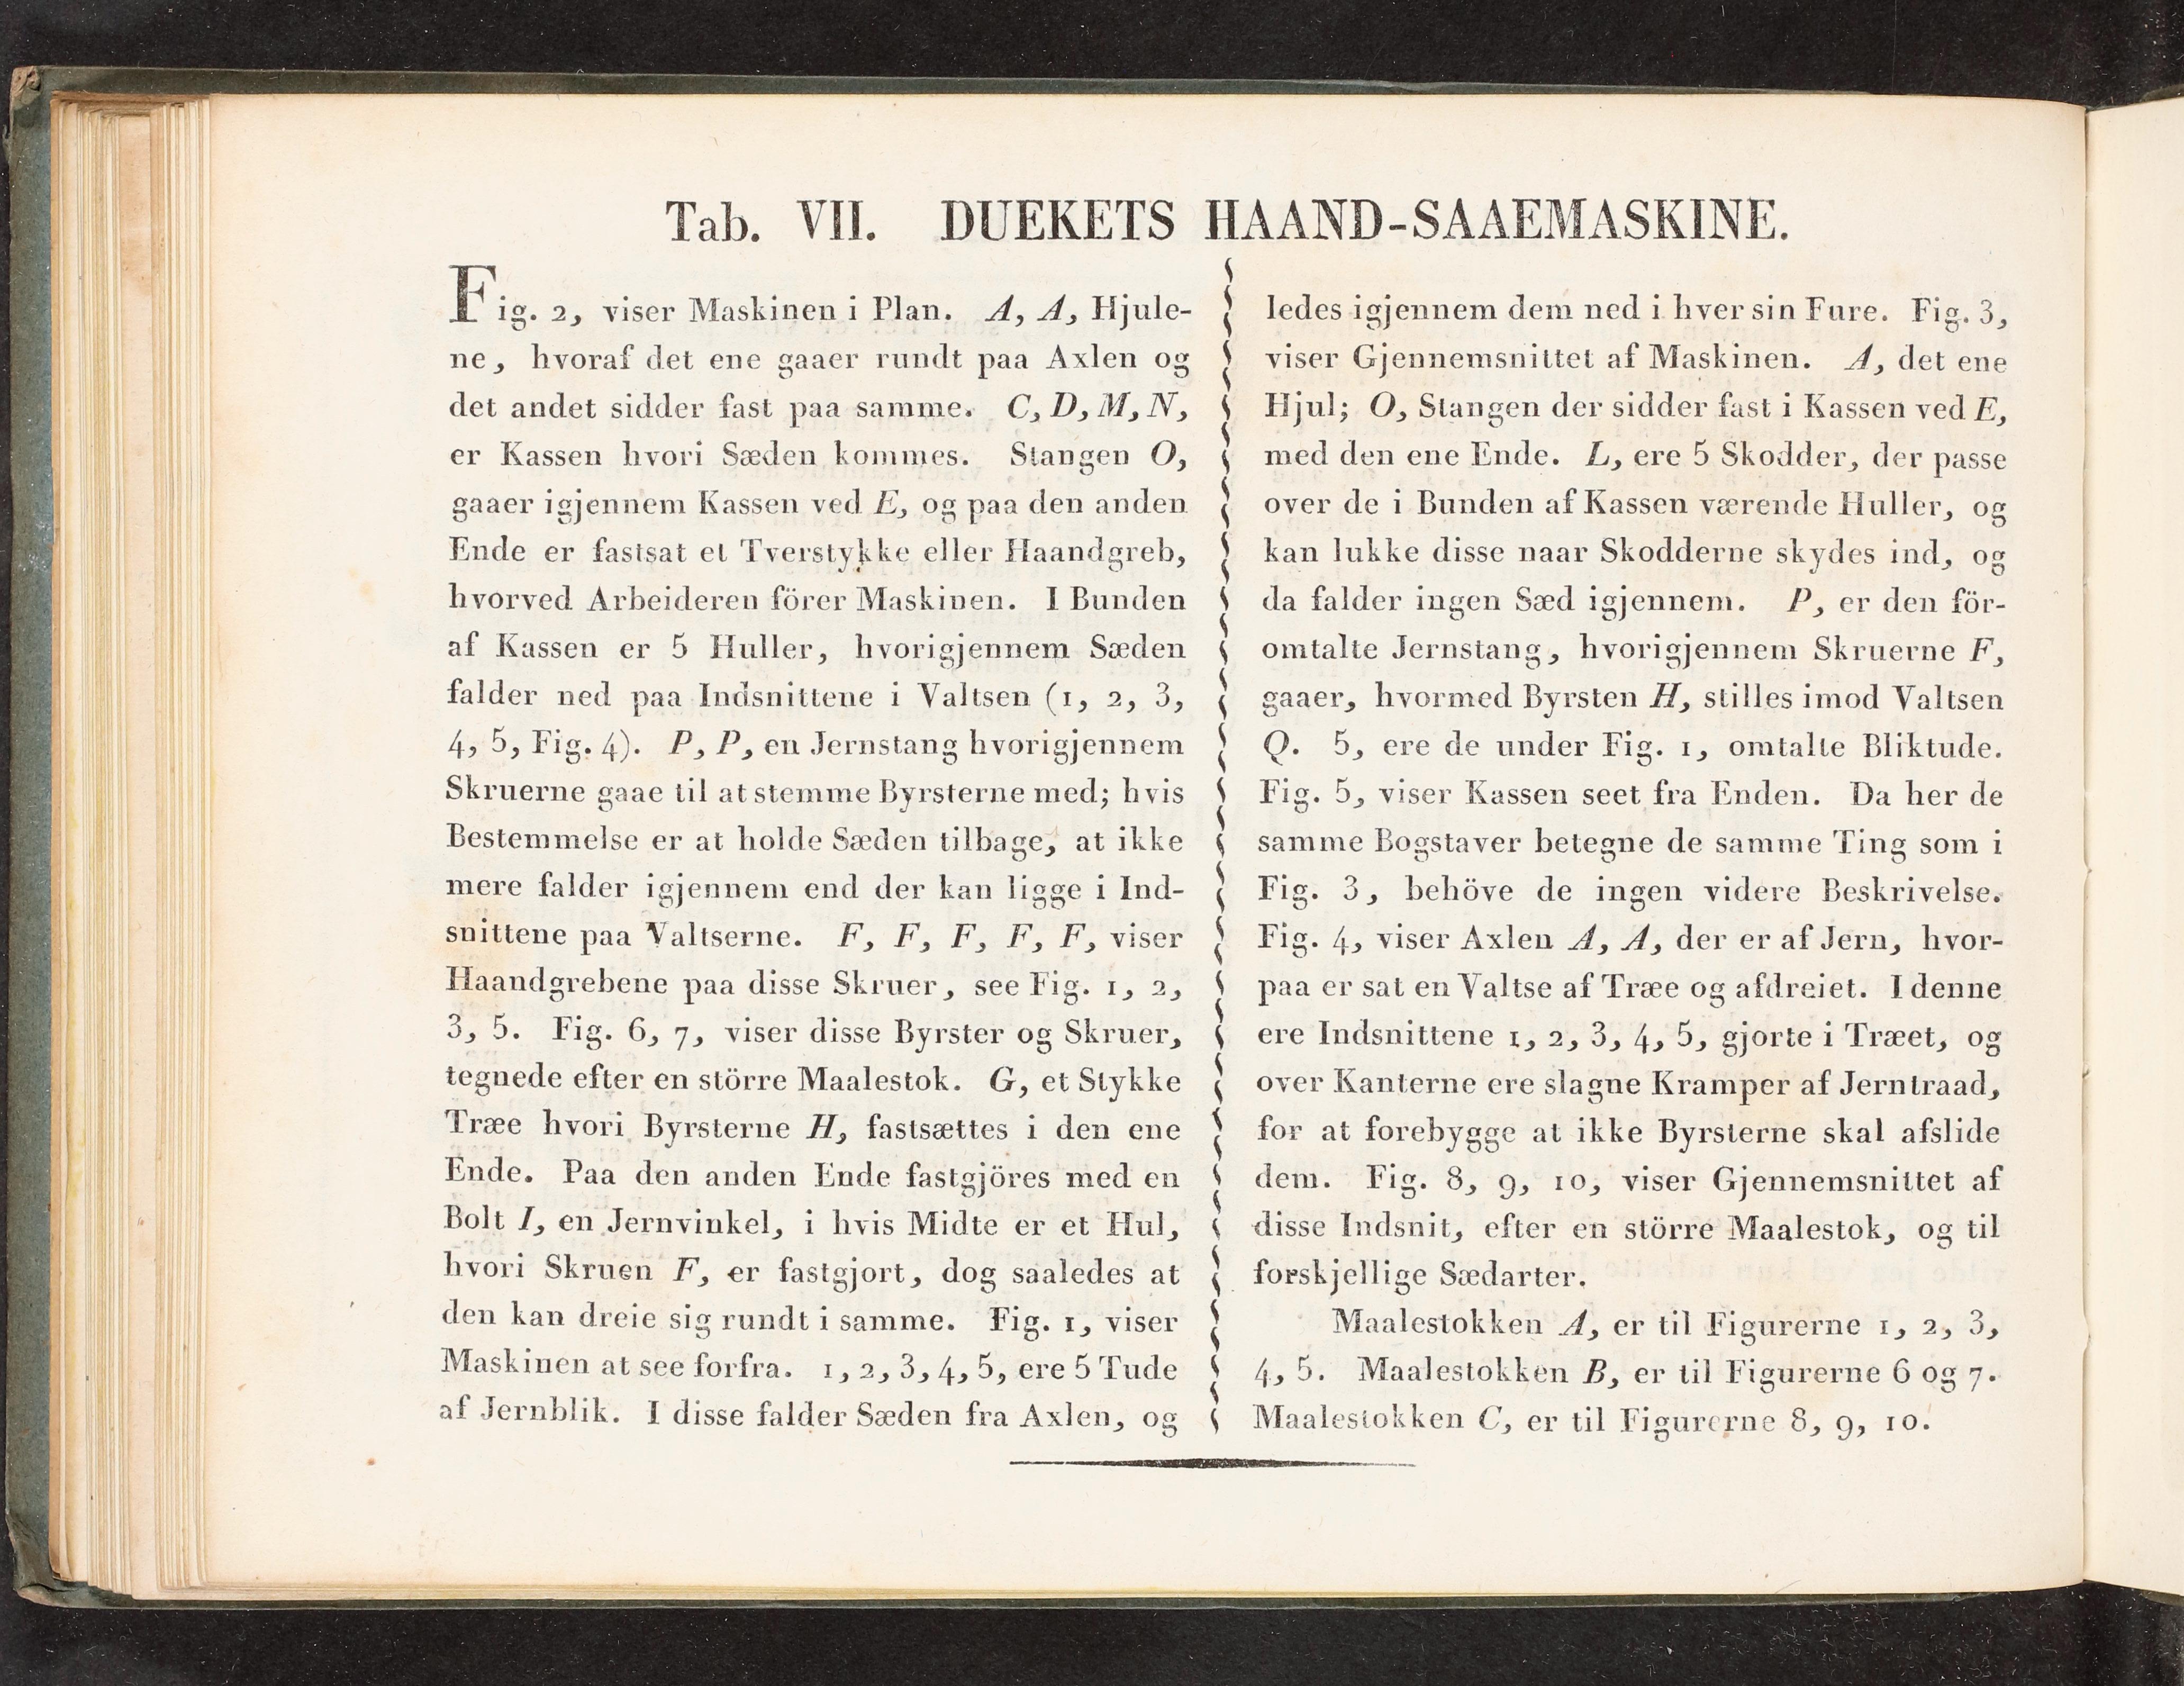 Tab. VII. DUEKETS HAAND-SAAEMASKINE.
Fig. 2, viser Maskinen i Plan. A, A, Hjule-
ne, hvoraf det ene gaaer rundt paa Axlen og
det andet sidder fast paa samme. C, D, M, N,
er Kassen hvori Sæden kommes. Stangen O,
gaaer igjennem Kassen ved E, og paa den anden
Ende er fastsat et Tverstykke eller Haandgreb,
hvorved Arbeideren förer Maskinen. I Bunden
af Kassen er 5 Huller, hvorigjennem Sæden
falder ned paa Indsnittene i Valtsen (1, 2, 3,
4, 5, Fig. 4). P, P, en Jernstang hvorigjennem
Skruerne gaae til at stemme Byrsterne med; hvis
Bestemmelse er at holde Sæden tilbage, at ikke
mere falder igjennem end der kan ligge i Ind-
snittene paa Valtserne. F, F, F, F, F, viser
Haandgrebene paa disse Skruer, see Fig. 1, 2,
3, 5. Fig. 6, 7, viser disse Byrster og Skruer,
tegnede efter en större Maalestok. G, et Stykke
Træe hvori Byrsterne H, fastsættes i den ene
Ende. Paa den anden Ende fastgjöres med en
Bolt I, en Jernvinkel, i hvis Midte er et Hul,
hvori Skruen F, er fastgjort, dog saaledes at
den kan dreie sig rundt i samme. Fig. 1, viser
Maskinen at see forfra. 1, 2, 3, 4, 5, ere 5 Tude
af Jernblik. I disse falder Sæden fra Axlen, og
ledes igjennem dem ned i hver sin Fure. Fig. 3,
viser Gjennemsnittet af Maskinen. A, det ene
Hjul; O, Stangen der sidder fast i Kassen ved E,
med den ene Ende. L, ere 5 Skodder, der passe
over de i Bunden af Kassen værende Huller, og
kan lukke disse naar Skodderne skydes ind, og
da falder ingen Sæd igjennem. P, er den för-
omtalte Jernstang, hvorigjennem Skruerne F,
gaaer, hvormed Byrsten H, stilles imod Valtsen
Q. 5, ere de under Fig. 1, omtalte Bliktude.
Fig. 5, viser Kassen seet fra Enden. Da her de
samme Bogstaver betegne de samme Ting som i
Fig. 3, behöve de ingen videre Beskrivelse.
Fig. 4, viser Axlen A, A, der er af Jern, hvor-
paa er sat en Valtse af Træe og afdreiet. I denne
ere Indsnittene 1, 2, 3, 4, 5, gjorte i Træet, og
over Kanterne ere slagne Kramper af Jerntraad,
for at forebygge at ikke Byrsterne skal afslide
dem. Fig. 8, 9, 10, viser Gjennemsnittet af
disse Indsnit, efter en större Maalestok, og til
forskjellige Sædarter.
Maalestokken A, er til Figurerne 1, 2, 3,
4, 5. Maalestokken B, er til Figurerne 6 og 7.
Maalestokken C, er til Figurerne 8, 9, 10.